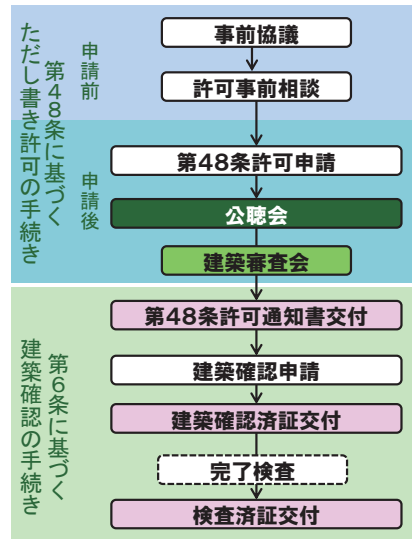 第48条に基づく
ただし書き許可の手続き
申請前
事前協議
許可事前相談
申請後
第48条許可申請
公聴会
建築審査会
第6条に基づく
建築確認の手続き
第48条許可通知書交付
建築確認申請
建築確認済証交付
完了検査
検査済証交付